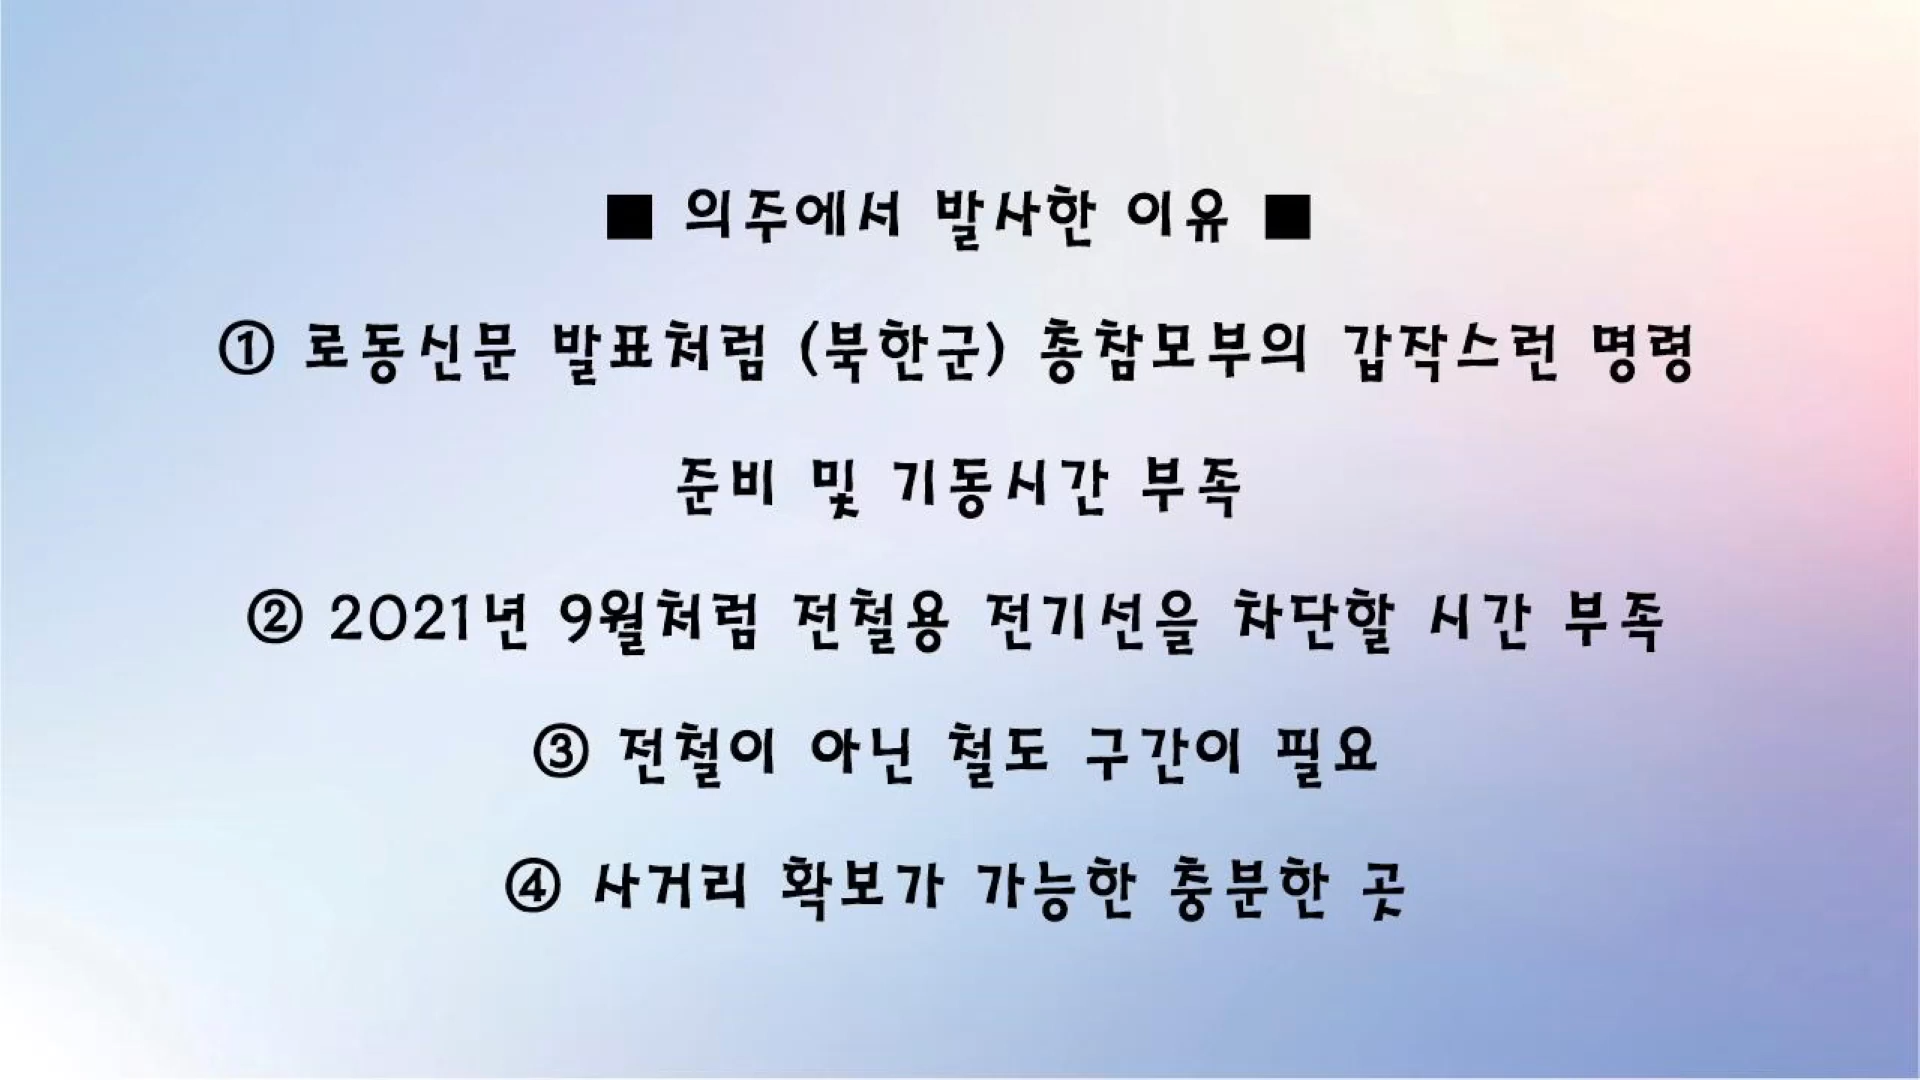 ■ 의주에서 발사한 이유 ■
① 로동신문 발표처럼 (북한군) 총참모부의 갑작스런 명령
준비 및 기동시간 부족
② 2021년 9월처럼 전철용 전기선을 차단할 시간 부족
③ 전철이 아닌 철도 구간이 필요
④ 사거리 확보가 가능한 충분한 곳